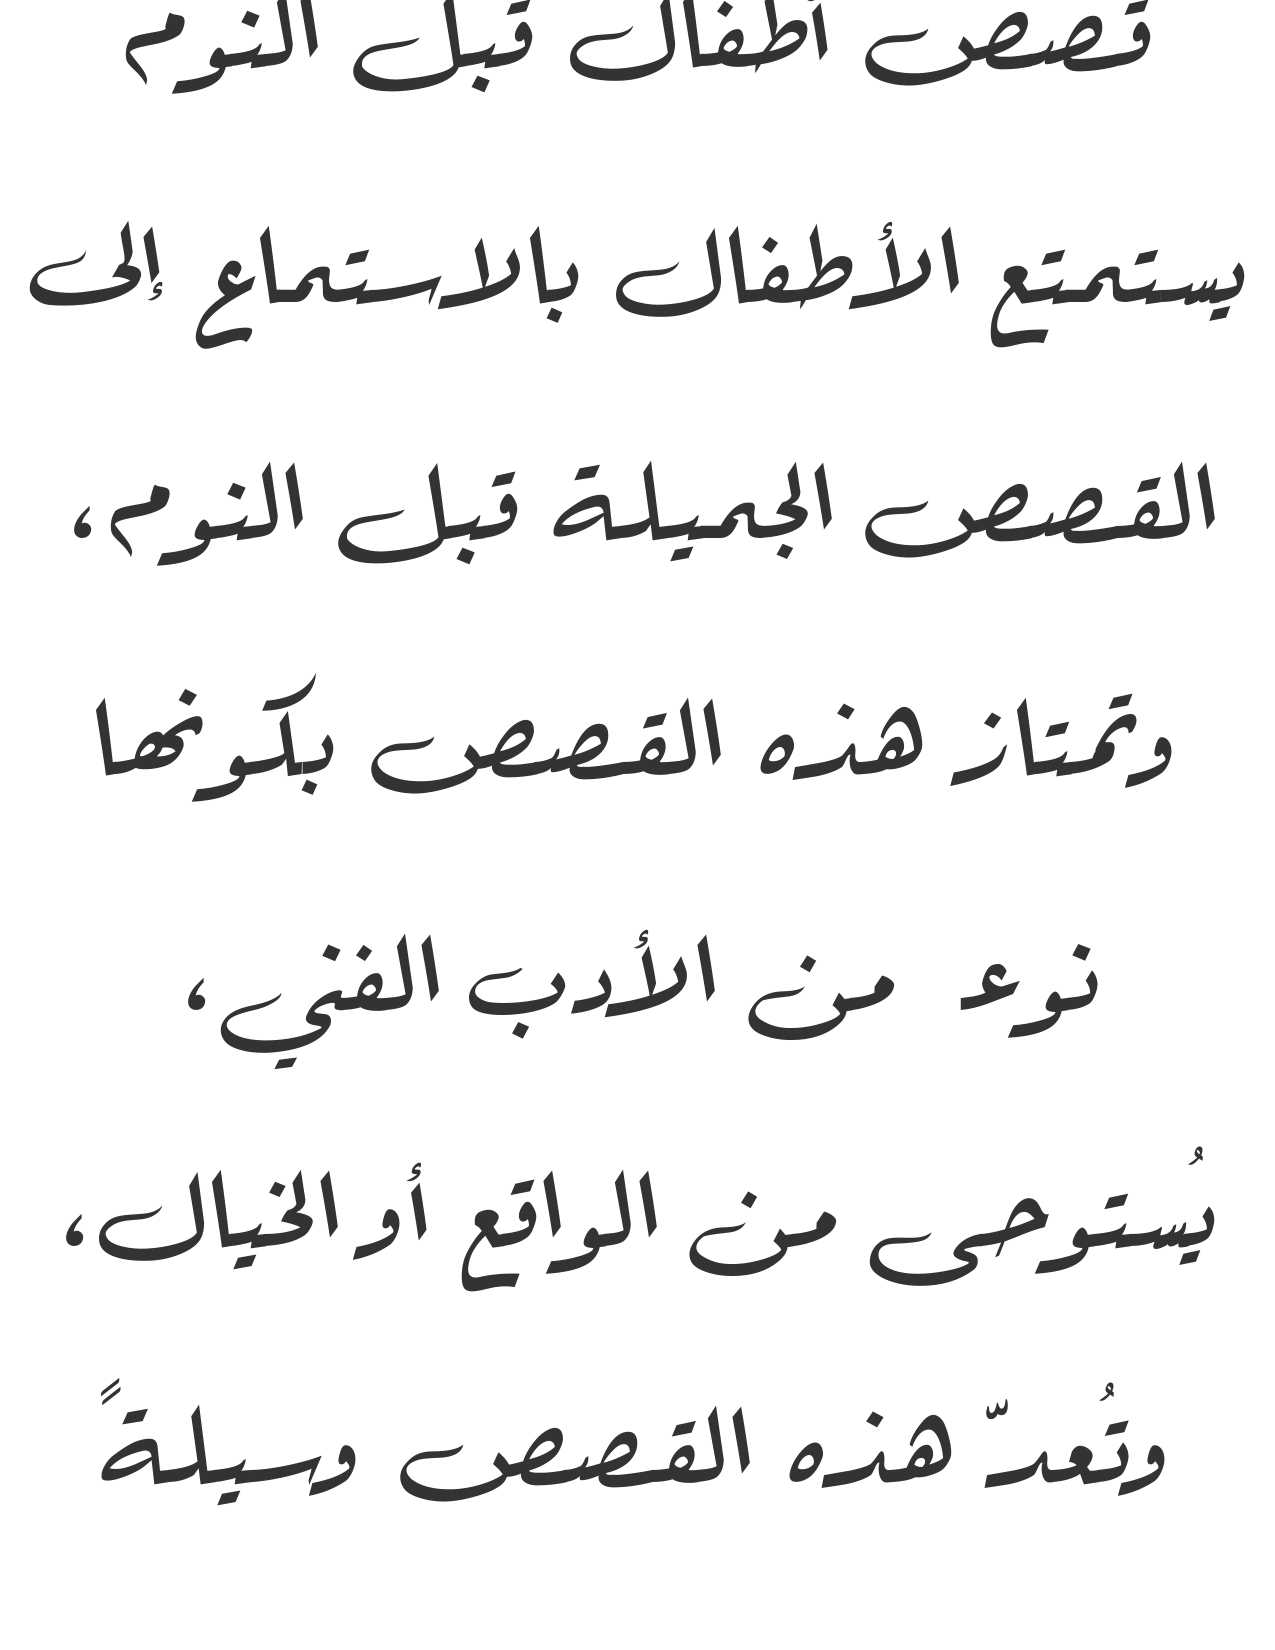 قصص أطفال قبل النوم
يستمتع الأطفال بالاستماع إلى
القصص الجميلة قبل النوم،
وتمتاز هذه القصص بكونها
نوع من الأدب الفني،
يُستوحى من الواقع أو الخيال،
وتُعدّ هذه القصص وسيلةً